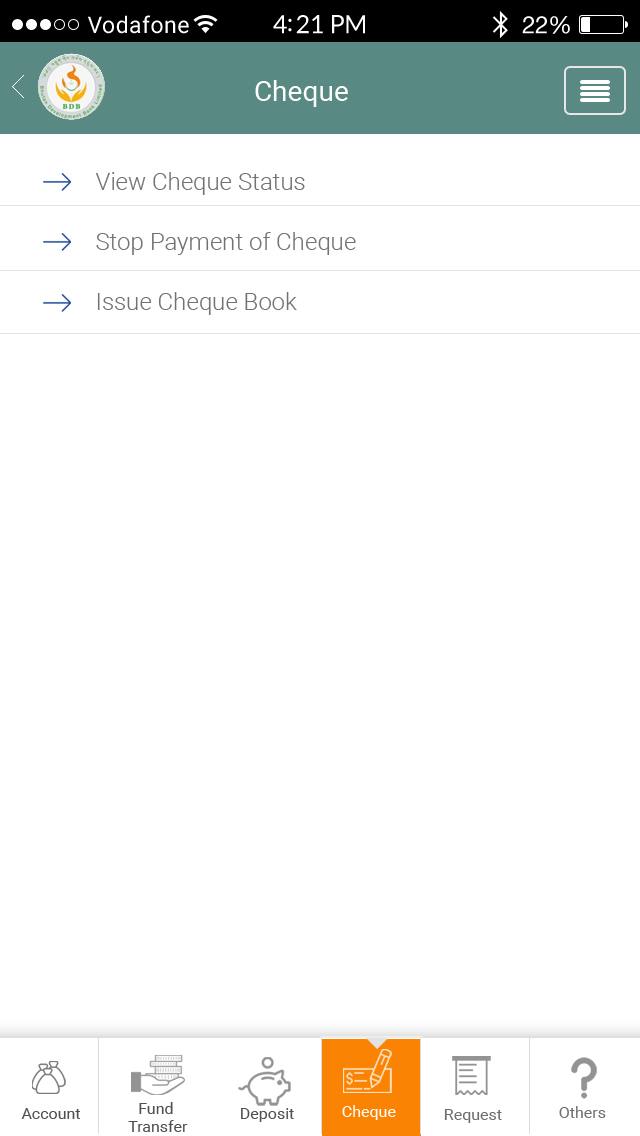 Vodafone 4:21 PM 22%
BDB
Cheque
View Cheque Status
Stop Payment of Cheque
Issue Cheque Book
Account
Fund
Transfer
Deposit
Cheque
Request
Others